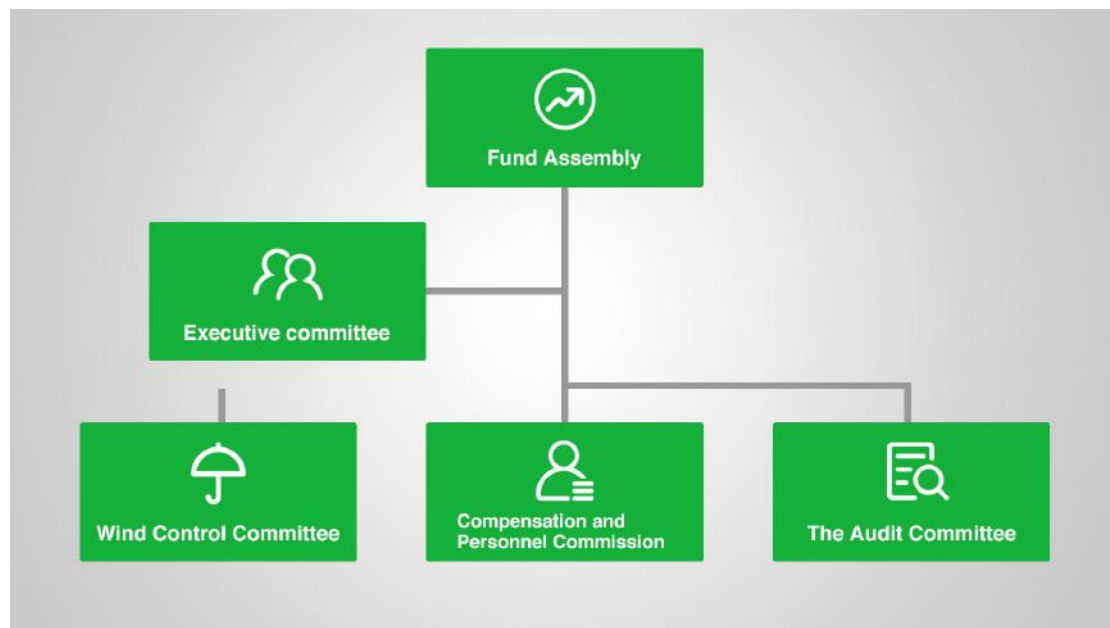 Fund Assembly
Executive committee
Wind Control Committee
Compensation and
Personnel Commission
The Audit Committee